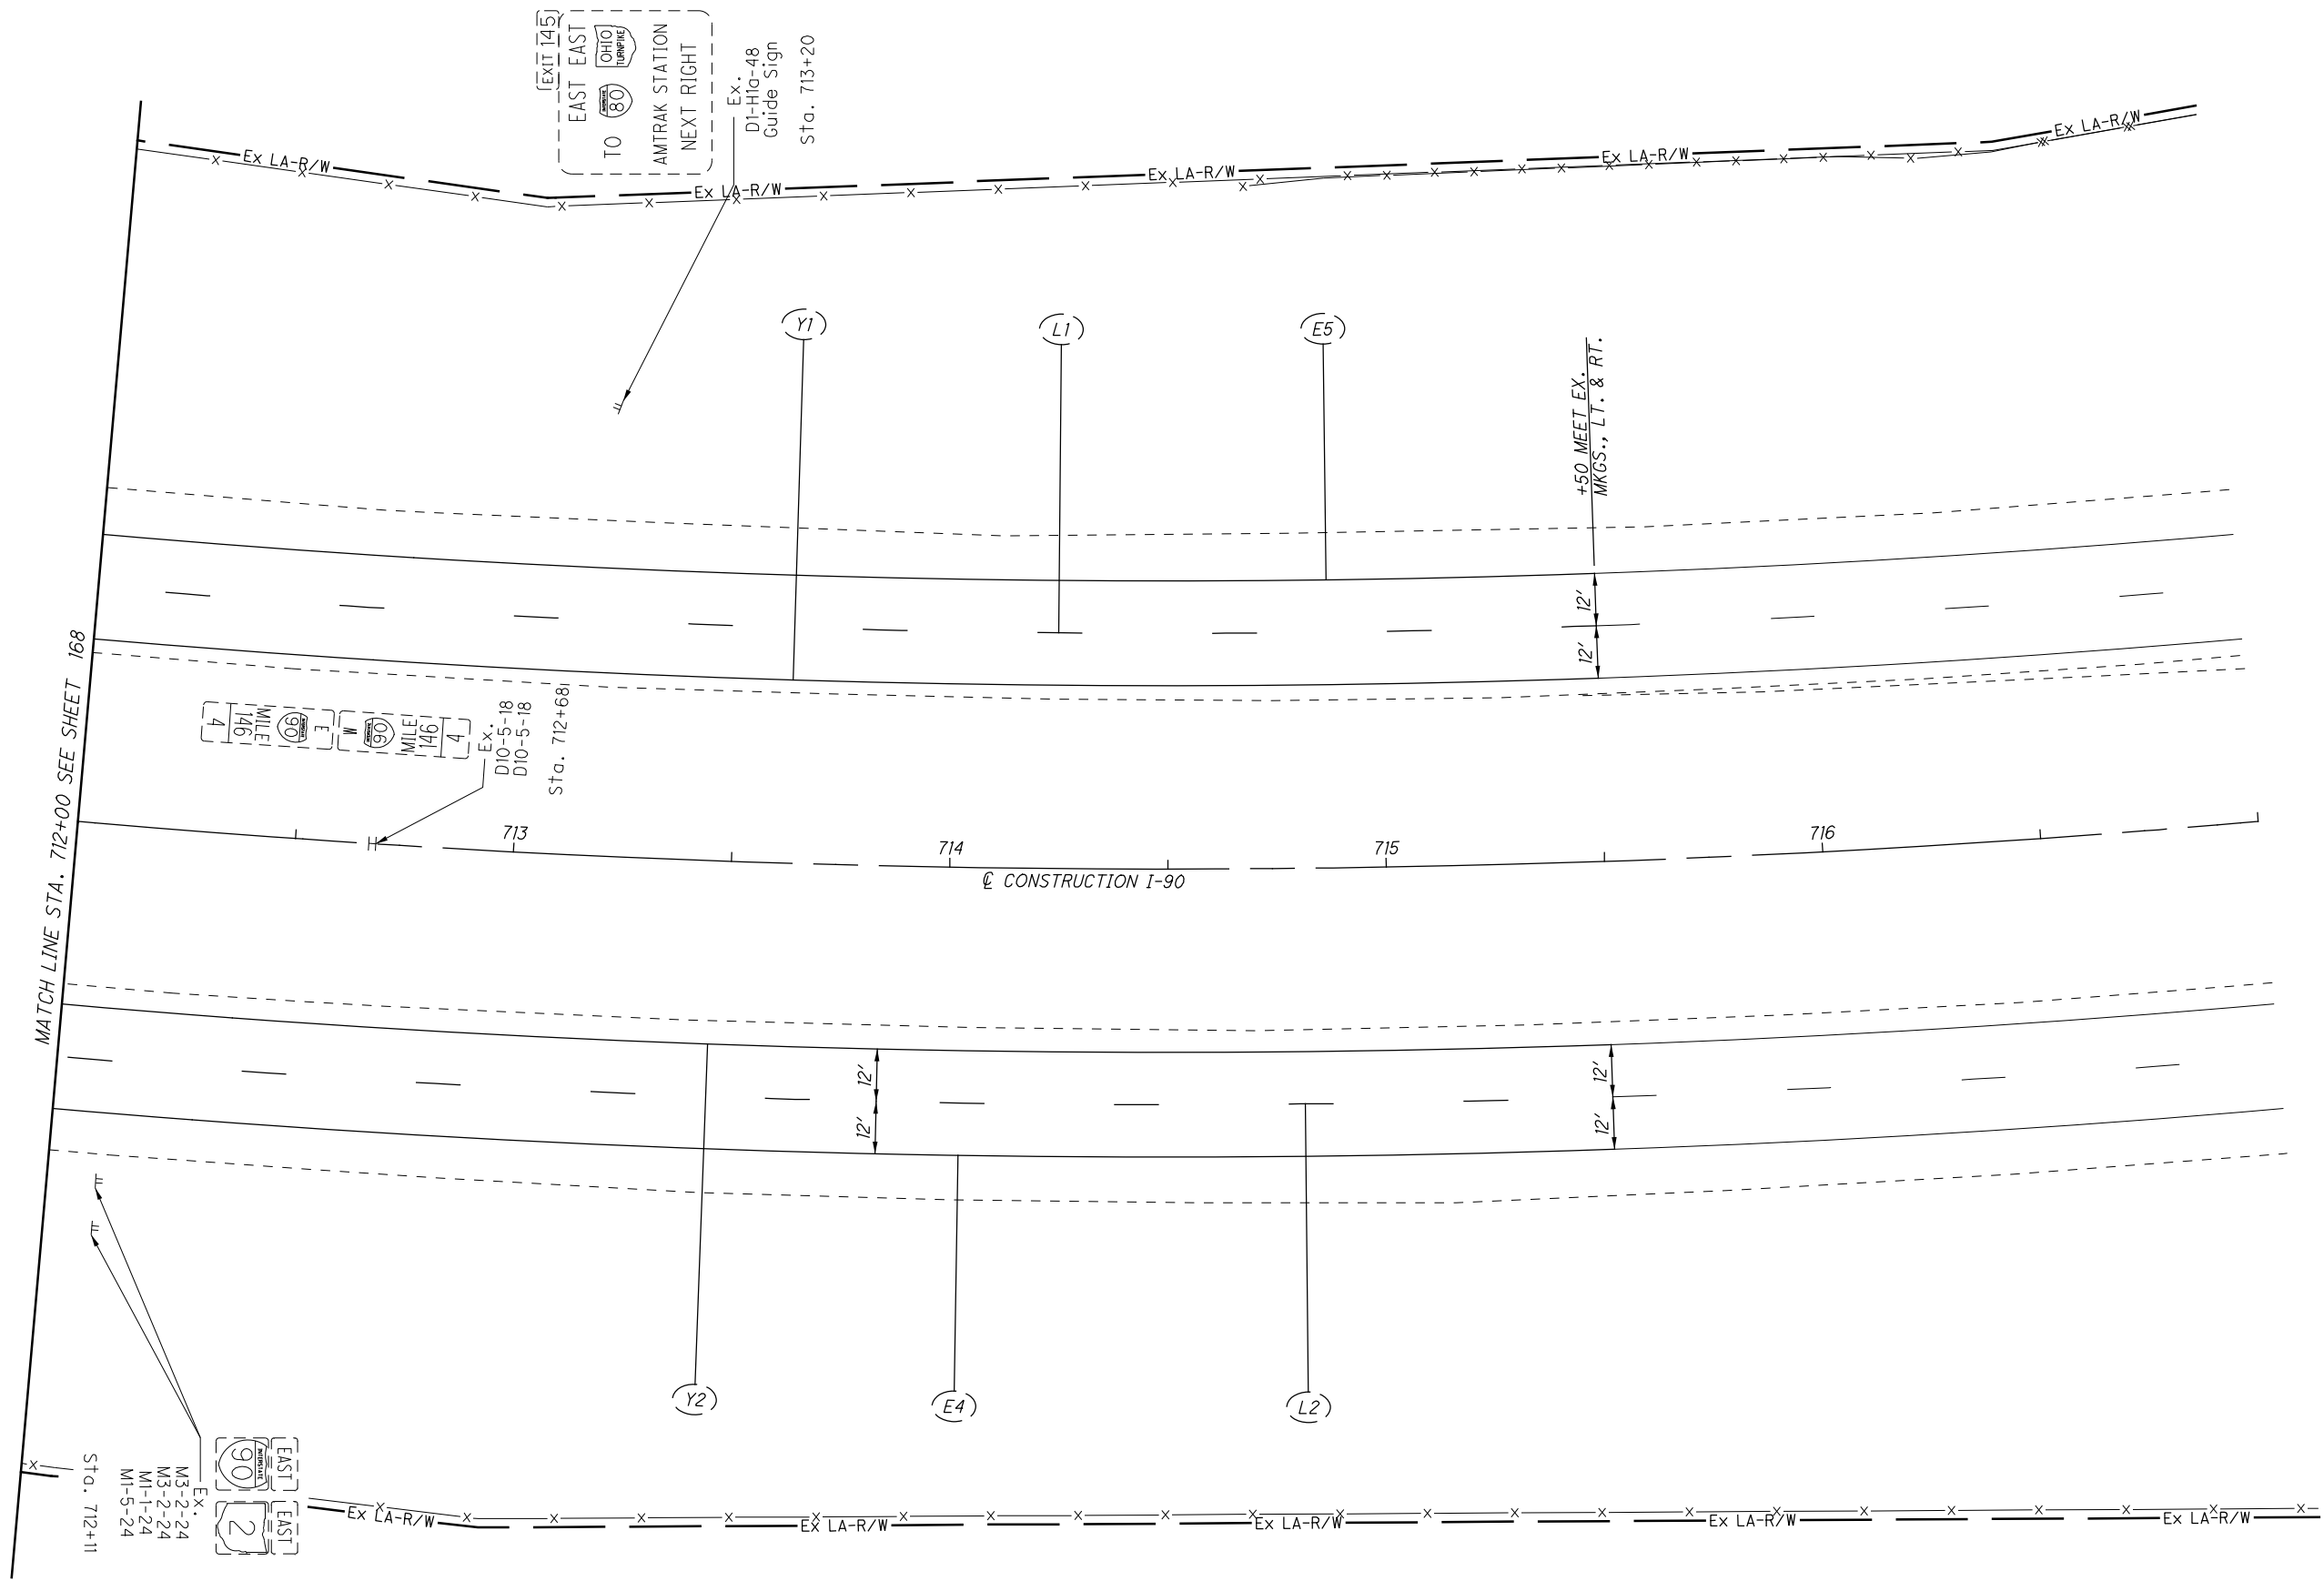 EXIT 145
EAST EAST
TO INTERSTATE 80 OHIO TURNPIKE
AMTRAK STATION
NEXT RIGHT
Ex.
D1-H1a-48
Guide Sign
Sta. 713+20
Ex LA-R/W
Ex LA-R/W
Ex LA-R/W
Ex LA-R/W
Ex LA-R/W
Y1
L1
E5
+50 MEET EX.
MKGS., LT. & RT.
12'
12'
MATCH LINE STA. 712+00 SEE SHEET 168
E
INTERSTATE 90
MILE
146
4
W
INTERSTATE 90
MILE
146
4
Ex.
D10-5-18
D10-5-18
Sta. 712+68
713
714
715
716
℄ CONSTRUCTION I-90
12'
12'
12'
12'
Y2
E4
L2
EAST
INTERSTATE 90
EAST
2
Ex.
M3-2-24
M3-2-24
M1-1-24
M1-5-24
Sta. 712+11
Ex LA-R/W
Ex LA-R/W
Ex LA-R/W
Ex LA-R/W
Ex LA-R/W